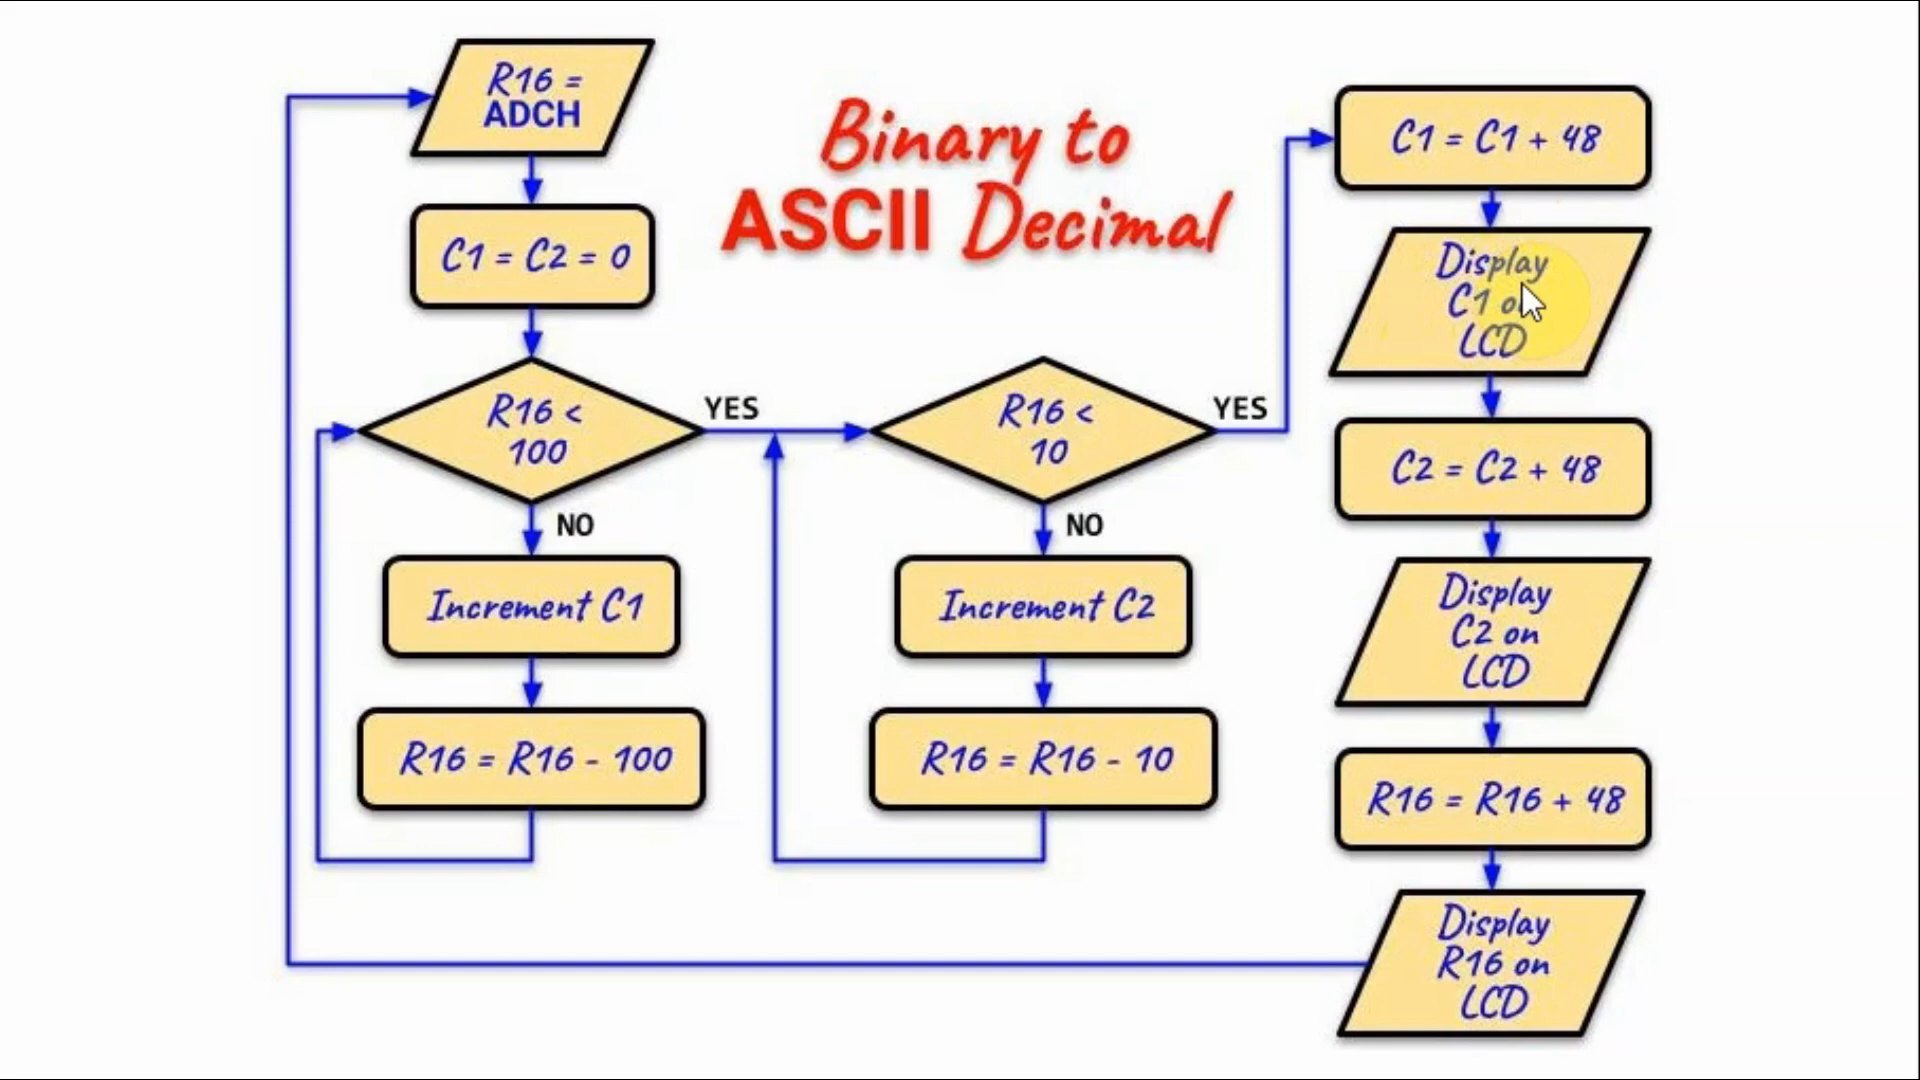 R16 =
ADCH
C1 = C2 = 0
R16 <
100
YES
NO
Increment C1
R16 = R16 - 100
Binary to
ASCII Decimal
R16 <
10
YES
NO
Increment C2
R16 = R16 - 10
C1 = C1 + 48
Display
C1 on
LCD
C2 = C2 + 48
Display
C2 on
LCD
R16 = R16 + 48
Display
R16 on
LCD